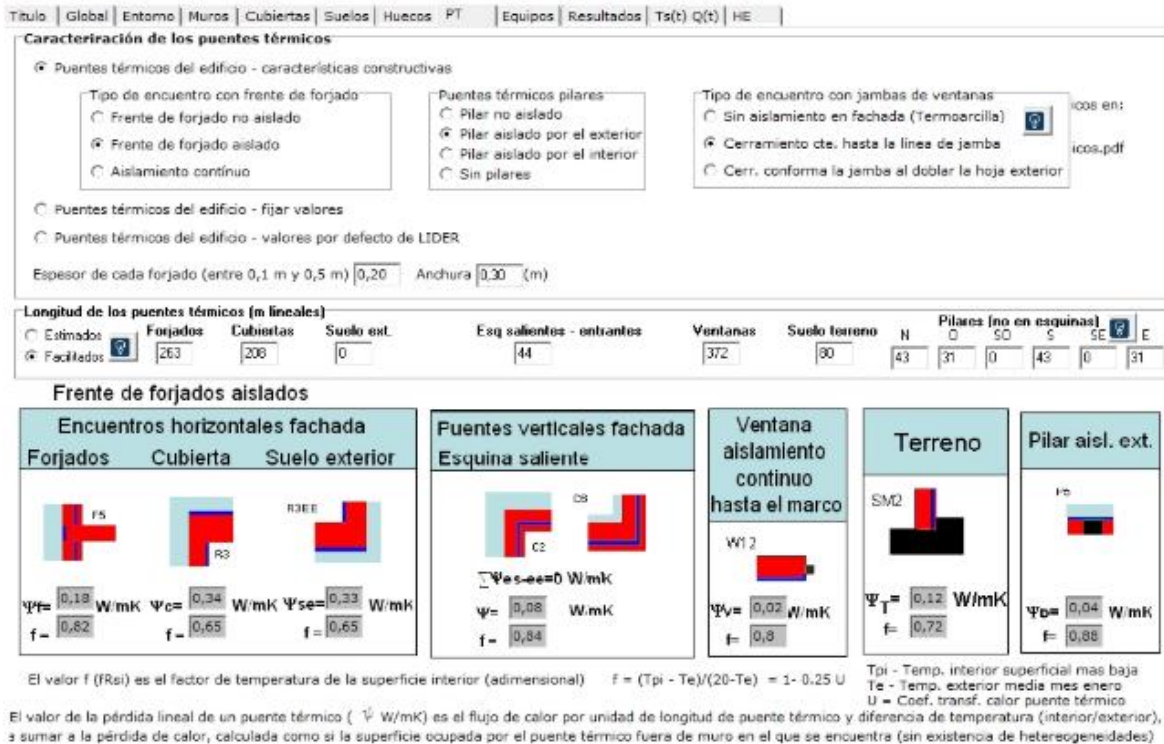 Titulo | Global | Entorno | Muros | Cubiertas | Suelos | Huecos | PT | Equipos | Resultados | Ts(t) Q(t) | HE
Caracterización de los puentes térmicos
Puentes térmicos del edificio - características constructivas
Tipo de encuentro con frente de forjado
Frente de forjado no aislado
Frente de forjado aislado
Aislamiento contínuo
Puentes térmicos pilares
Pilar no aislado
Pilar aislado por el exterior
Pilar aislado por el interior
Sin pilares
Tipo de encuentro con jambas de ventanas
Sin aislamiento en fachada (Termoarcilla)
Cerramiento cte. hasta la linea de jamba
Cerr. conforma la jamba al doblar la hoja exterior
icos en:
icos.pdf
Puentes térmicos del edificio - fijar valores
Puentes térmicos del edificio - valores por defecto de LIDER
Espesor de cada forjado (entre 0,1 m y 0,5 m) 0,20 Anchura 0,30 (m)
Longitud de los puentes térmicos (m lineales)
Estimados
Facilitados
Forjados Cubiertas Suelo ext. Esq salientes - entrantes Ventanas Suelo terreno
263 208 0 44 372 80
Pilares (no en esquinas)
N O SO S SE E
43 31 0 43 0 31
Frente de forjados aislados
Encuentros horizontales fachada
Forjados Cubierta Suelo exterior
F5 R3 R3EE
Ψf= 0,18 W/mK Ψc= 0,34 W/mK Ψse= 0,33 W/mK
f = 0,82 f = 0,65 f = 0,65
Puentes verticales fachada
Esquina saliente
C2 C6
∑Ψes-ee=0 W/mK
Ψ= 0,08 W/mK
f = 0,84
Ventana
aislamiento
continuo
hasta el marco
W12
Ψv= 0,02 W/mK
f= 0,8
Terreno
SM2
ΨT= 0,12 W/mK
f= 0,72
Pilar aisl. ext.
Ψp= 0,04 W/mK
f= 0,88
El valor f (fRsi) es el factor de temperatura de la superficie interior (adimensional) f = (Tpi - Te)/(20-Te) = 1- 0.25 U
Tpi - Temp. interior superficial mas baja
Te - Temp. exterior media mes enero
U = Coef. transf. calor puente térmico
El valor de la pérdida lineal de un puente térmico ( Ψ W/mK) es el flujo de calor por unidad de longitud de puente térmico y diferencia de temperatura (interior/exterior),
a sumar a la pérdida de calor, calculada como si la superficie ocupada por el puente térmico fuera de muro en el que se encuentra (sin existencia de hetereogeneidades)